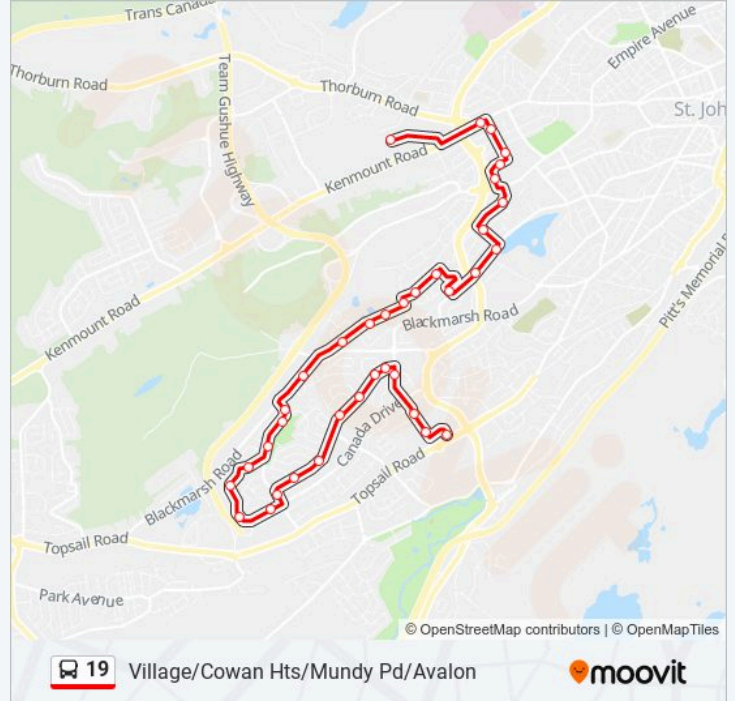 Trans Canada
Empire Avenue
Thorburn Road
Team Gushue Highway
Thorburn Road
St. Joh
Kenmount Road
Pitt's Memorial
Kenmount Road
Blackmarsh Road
Canada Drive
Blackmarsh Road
Topsail Road
Topsail Road
Park Avenue
© OpenStreetMap contributors | © OpenMapTiles
19 Village/Cowan Hts/Mundy Pd/Avalon
moovit